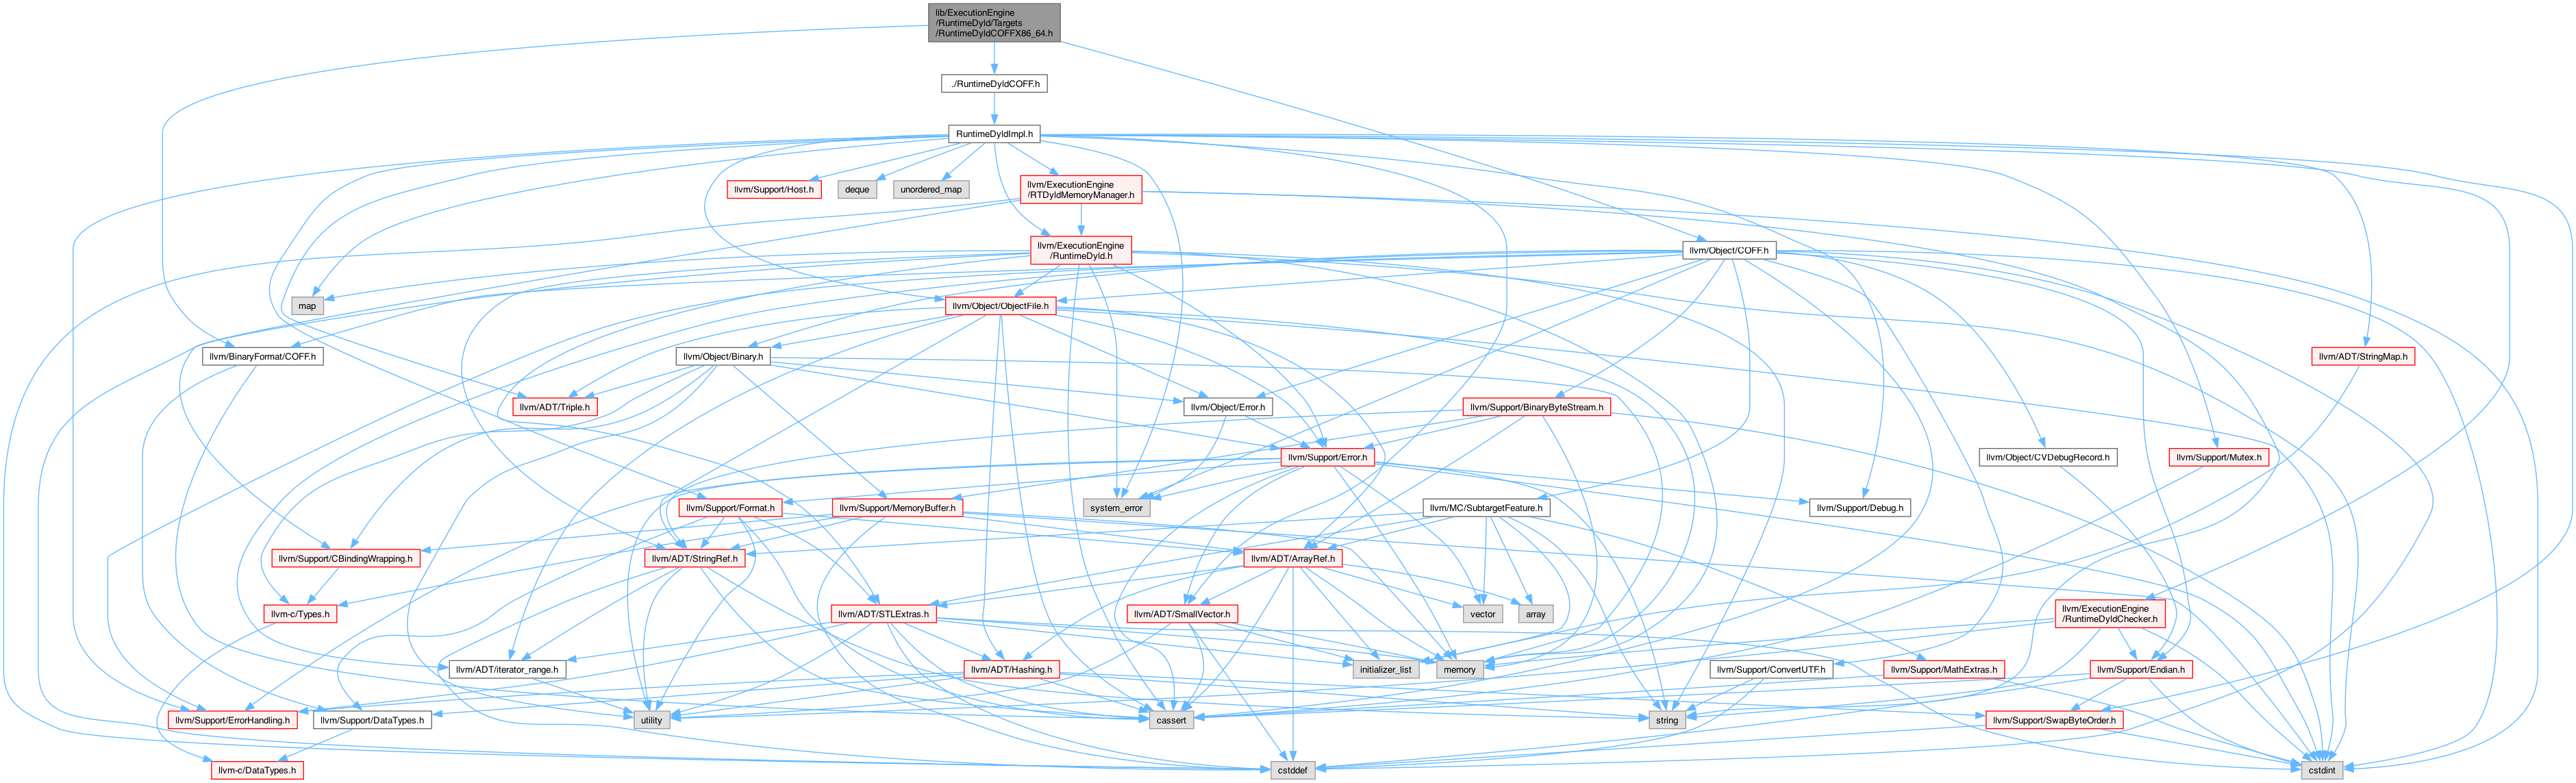 lib/ExecutionEngine
/RuntimeDyld/Targets
/RuntimeDyldCOFFX86_64.h
../RuntimeDyldCOFF.h
RuntimeDyldImpl.h
llvm/Support/Host.h
deque
unordered_map
llvm/ExecutionEngine
/RTDyldMemoryManager.h
llvm/ExecutionEngine
/RuntimeDyld.h
llvm/Object/COFF.h
map
llvm/Object/ObjectFile.h
llvm/BinaryFormat/COFF.h
llvm/Object/Binary.h
llvm/ADT/StringMap.h
llvm/ADT/Triple.h
llvm/Object/Error.h
llvm/Support/BinaryByteStream.h
llvm/Support/Error.h
llvm/Object/CVDebugRecord.h
llvm/Support/Mutex.h
llvm/Support/Format.h
llvm/Support/MemoryBuffer.h
system_error
llvm/MC/SubtargetFeature.h
llvm/Support/Debug.h
llvm/Support/CBindingWrapping.h
llvm/ADT/StringRef.h
llvm/ADT/ArrayRef.h
llvm-c/Types.h
llvm/ADT/STLExtras.h
llvm/ADT/SmallVector.h
vector
array
llvm/ExecutionEngine
/RuntimeDyldChecker.h
llvm/ADT/iterator_range.h
llvm/ADT/Hashing.h
initializer_list
memory
llvm/Support/ConvertUTF.h
llvm/Support/MathExtras.h
llvm/Support/Endian.h
llvm/Support/ErrorHandling.h
llvm/Support/DataTypes.h
utility
cassert
string
llvm/Support/SwapByteOrder.h
llvm-c/DataTypes.h
cstddef
cstdint